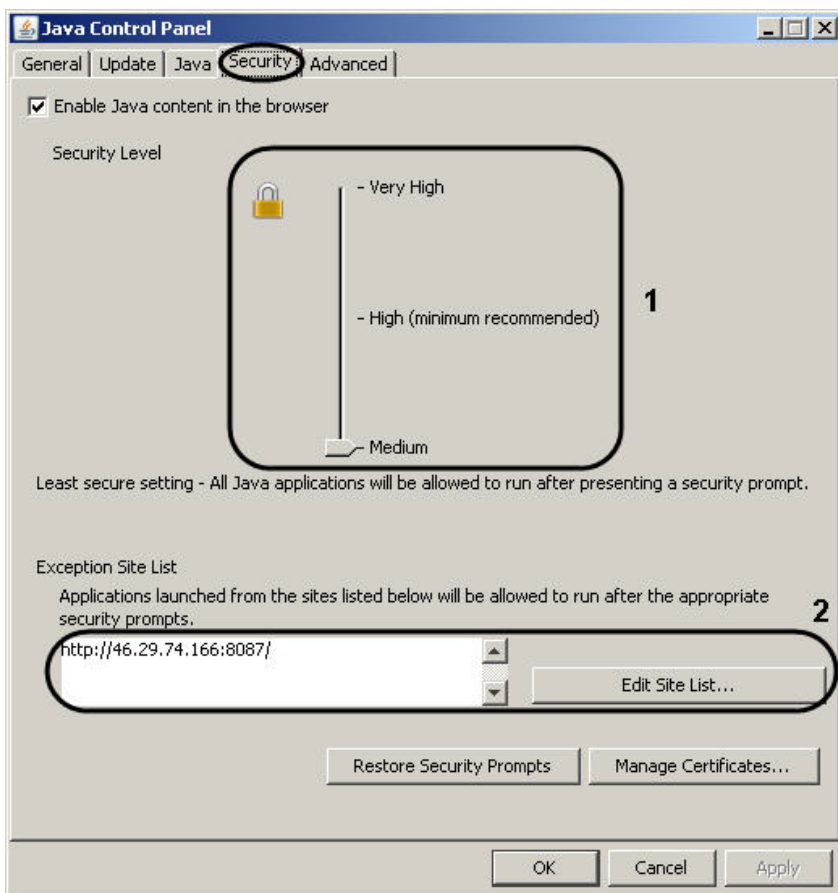 Java Control Panel
General Update Java Security Advanced
Enable Java content in the browser
Security Level
- Very High
- High (minimum recommended)
1
- Medium
Least secure setting - All Java applications will be allowed to run after presenting a security prompt.
Exception Site List
Applications launched from the sites listed below will be allowed to run after the appropriate
security prompts.
2
http://46.29.74.166:8087/
Edit Site List...
Restore Security Prompts Manage Certificates...
OK Cancel Apply